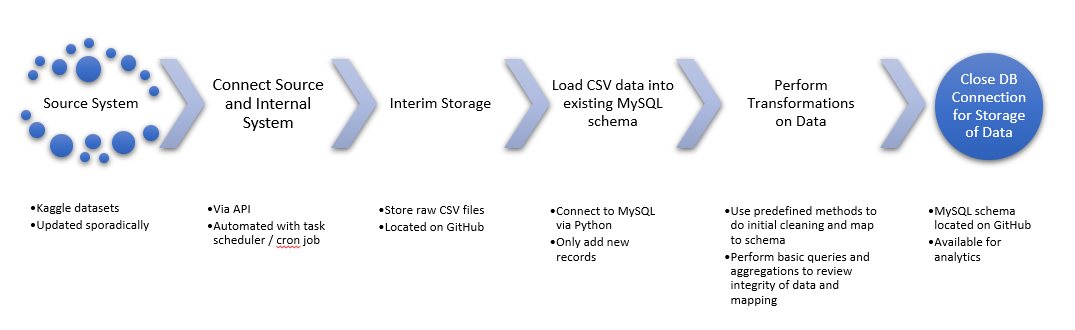 Source System
Connect Source
and Internal
System
Interim Storage
Load CSV data into
existing MySQL
schema
Perform
Transformations
on Data
Close DB
Connection
for Storage
of Data
•Kaggle datasets
•Updated sporadically
•Via API
•Automated with task
scheduler / cron job
•Store raw CSV files
•Located on GitHub
•Connect to MySQL
via Python
•Only add new
records
•Use predefined methods to
do initial cleaning and map
to schema
•Perform basic queries and
aggregations to review
integrity of data and
mapping
•MySQL schema
located on GitHub
•Available for
analytics